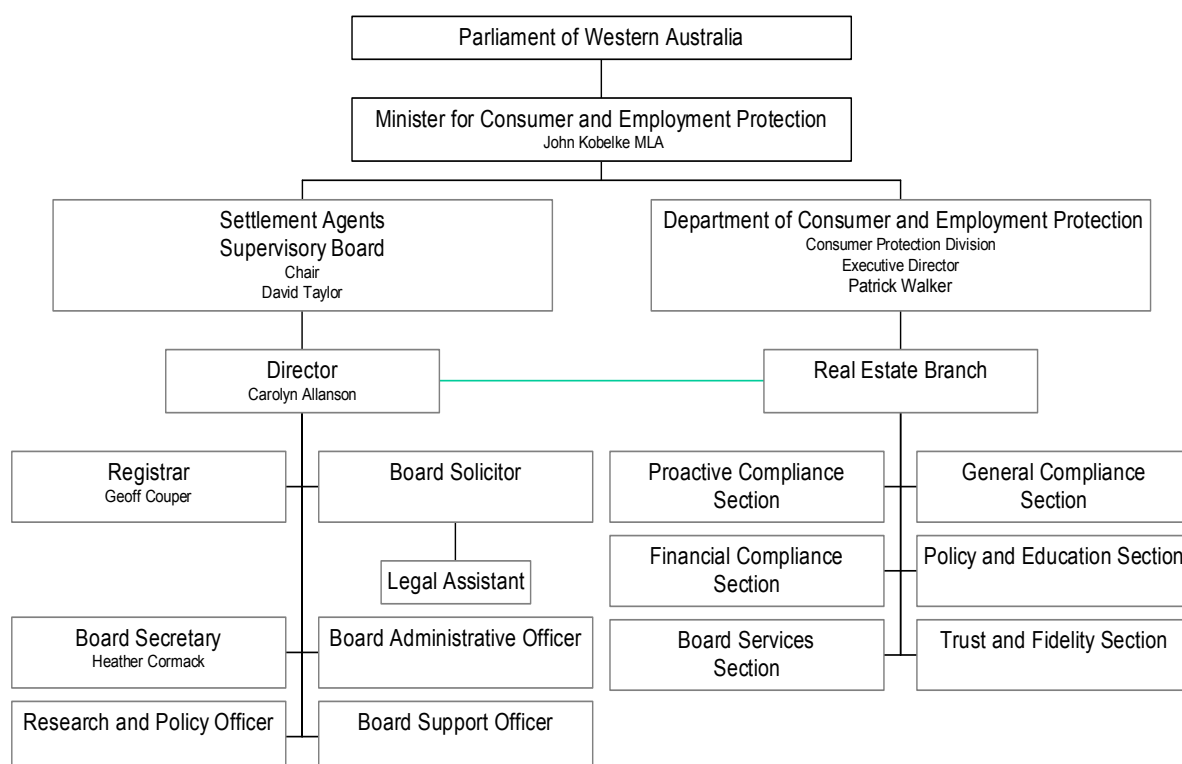 Parliament of Western Australia
Minister for Consumer and Employment Protection
John Kobelke MLA
Settlement Agents
Supervisory Board
Chair
David Taylor
Department of Consumer and Employment Protection
Consumer Protection Division
Executive Director
Patrick Walker
Director
Carolyn Allanson
Real Estate Branch
Registrar
Geoff Couper
Board Solicitor
Legal Assistant
Board Secretary
Heather Cormack
Board Administrative Officer
Research and Policy Officer
Board Support Officer
Proactive Compliance
Section
General Compliance
Section
Financial Compliance
Section
Policy and Education Section
Board Services
Section
Trust and Fidelity Section